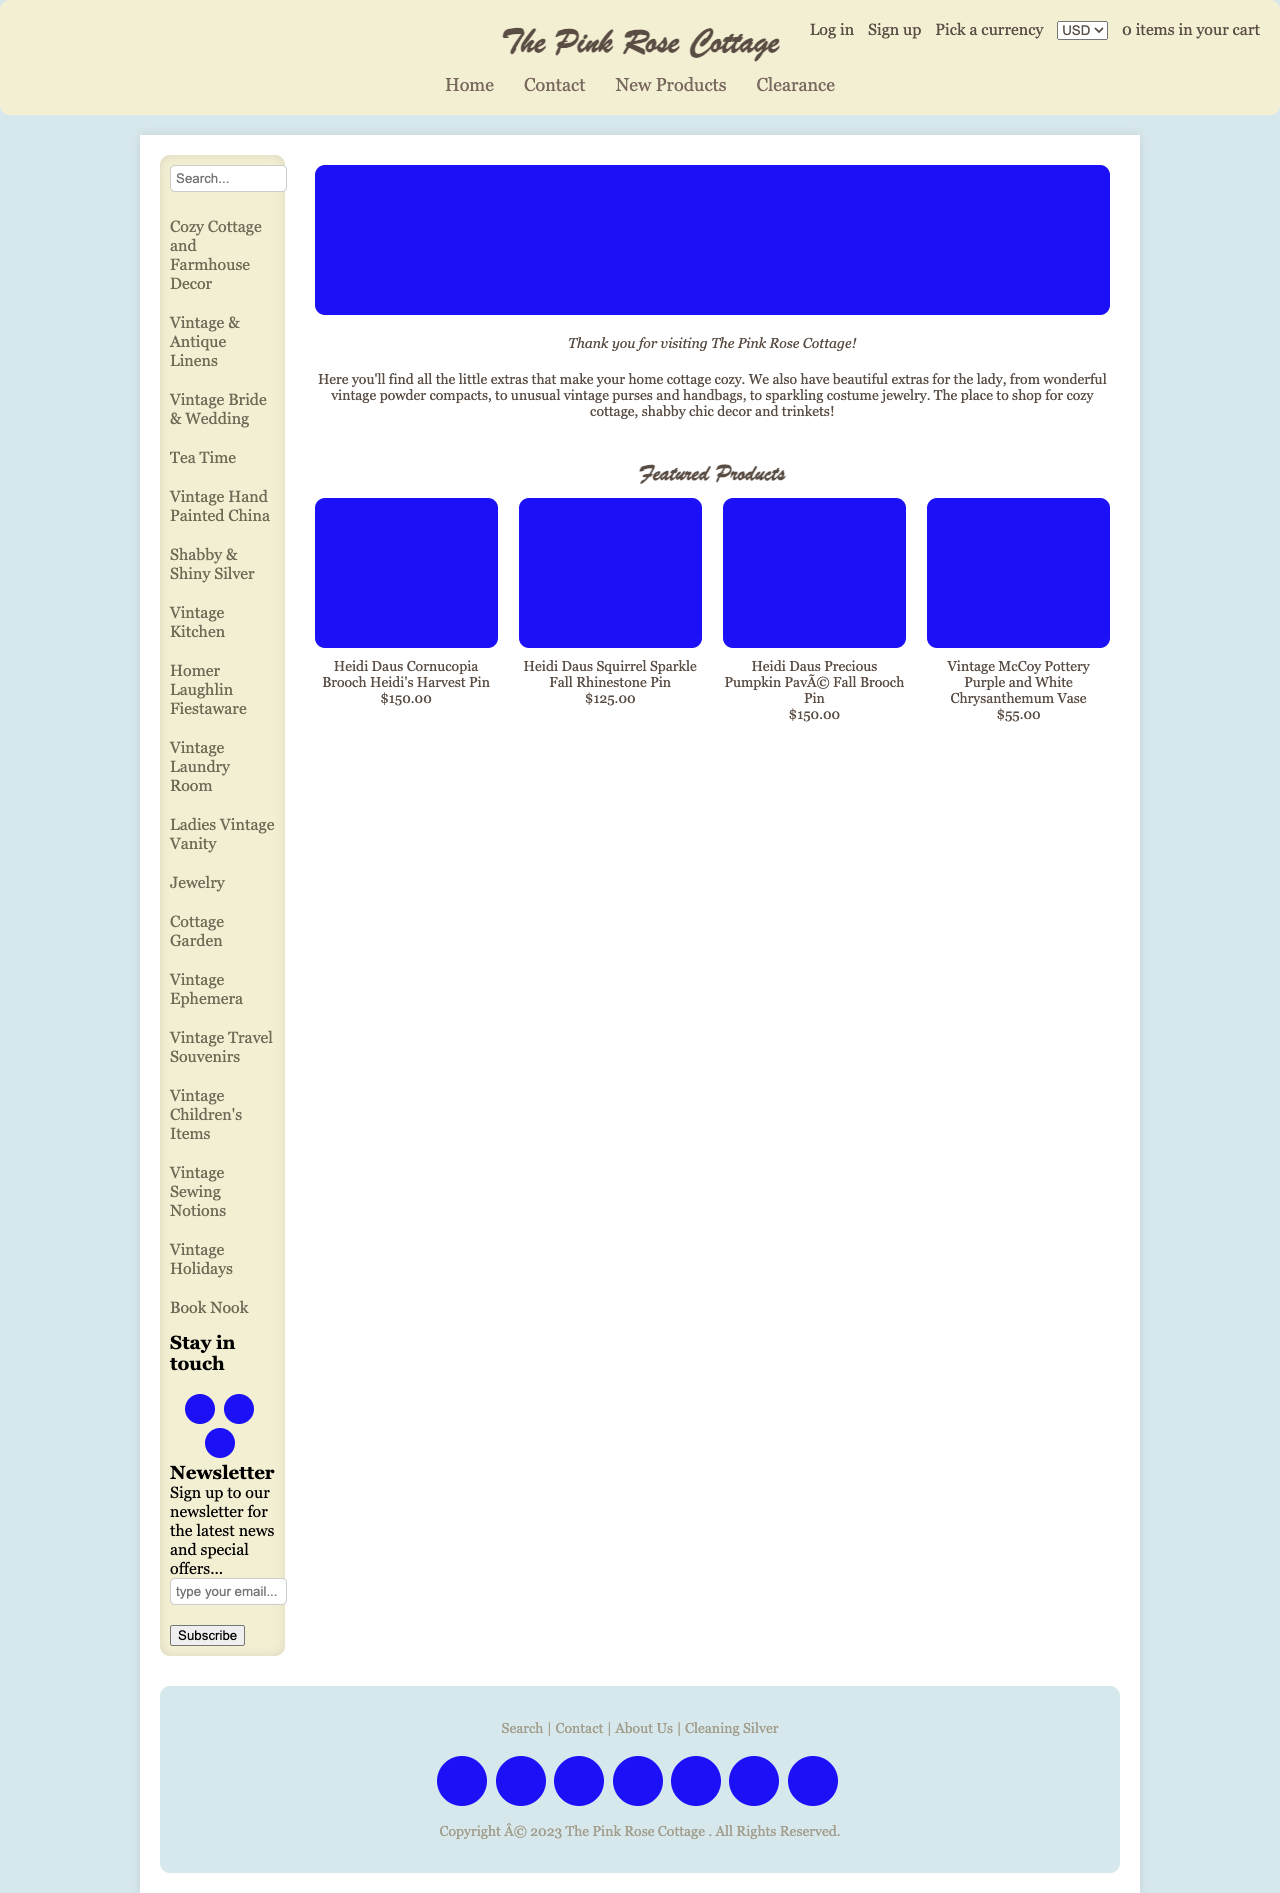 The Pink Rose Cottage
Log in Sign up Pick a currency USD 0 items in your cart
Home Contact New Products Clearance
Search...
Cozy Cottage
and
Farmhouse
Decor
Vintage &
Antique
Linens
Vintage Bride
& Wedding
Tea Time
Vintage Hand
Painted China
Shabby &
Shiny Silver
Vintage
Kitchen
Homer
Laughlin
Fiestaware
Vintage
Laundry
Room
Ladies Vintage
Vanity
Jewelry
Cottage
Garden
Vintage
Ephemera
Vintage Travel
Souvenirs
Vintage
Children's
Items
Vintage
Sewing
Notions
Vintage
Holidays
Book Nook
Stay in
touch
Newsletter
Sign up to our
newsletter for
the latest news
and special
offers...
type your email...
Subscribe
Thank you for visiting The Pink Rose Cottage!
Here you'll find all the little extras that make your home cottage cozy. We also have beautiful extras for the lady, from wonderful
vintage powder compacts, to unusual vintage purses and handbags, to sparkling costume jewelry. The place to shop for cozy
cottage, shabby chic decor and trinkets!
Featured Products
Heidi Daus Cornucopia
Brooch Heidi's Harvest Pin
$150.00
Heidi Daus Squirrel Sparkle
Fall Rhinestone Pin
$125.00
Heidi Daus Precious
Pumpkin PavÃ© Fall Brooch
Pin
$150.00
Vintage McCoy Pottery
Purple and White
Chrysanthemum Vase
$55.00
Search | Contact | About Us | Cleaning Silver
Copyright Â© 2023 The Pink Rose Cottage . All Rights Reserved.